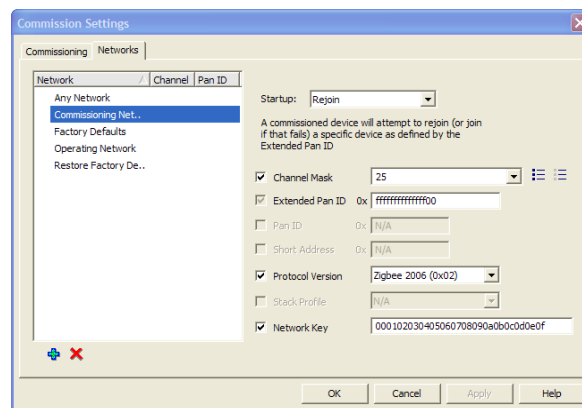 Commission Settings
Commissioning Networks
Network / Channel Pan ID
Any Network
Commissioning Net..
Factory Defaults
Operating Network
Restore Factory De..
Startup: Rejoin
A commissioned device will attempt to rejoin (or join
if that fails) a specific device as defined by the
Extended Pan ID
Channel Mask 25
Extended Pan ID 0x ffffffffffffff00
Pan ID 0x N/A
Short Address 0x N/A
Protocol Version Zigbee 2006 (0x02)
Stack Profile N/A
Network Key 000102030405060708090a0b0c0d0e0f
OK Cancel Apply Help